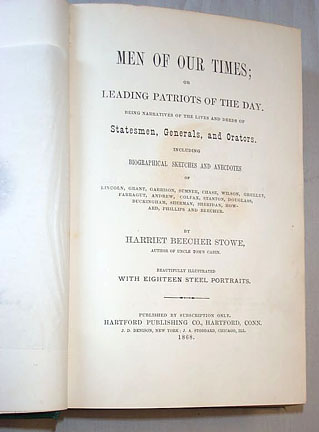 MEN OF OUR TIMES;
OR
LEADING PATRIOTS OF THE DAY.
BEING NARRATIVES OF THE LIVES AND DEEDS OF
Statesmen, Generals, and Orators.
INCLUDING
BIOGRAPHICAL SKETCHES AND ANECDOTES
OF
LINCOLN, GRANT, GARRISON, SUMNER, CHASE, WILSON, GREELEY,
FARRAGUT, ANDREW, COLFAX, STANTON, DOUGLASS,
BUCKINGHAM, SHERMAN, SHERIDAN, HOW-
ARD, PHILLIPS AND BEECHER.
BY
HARRIET BEECHER STOWE,
AUTHOR OF UNCLE TOM'S CABIN.
BEAUTIFULLY ILLUSTRATED
WITH EIGHTEEN STEEL PORTRAITS.
PUBLISHED BY SUBSCRIPTION ONLY.
HARTFORD PUBLISHING CO., HARTFORD, CONN.
J. D. DENISON, NEW YORK; J. A. STODDARD, CHICAGO, ILL.
1868.